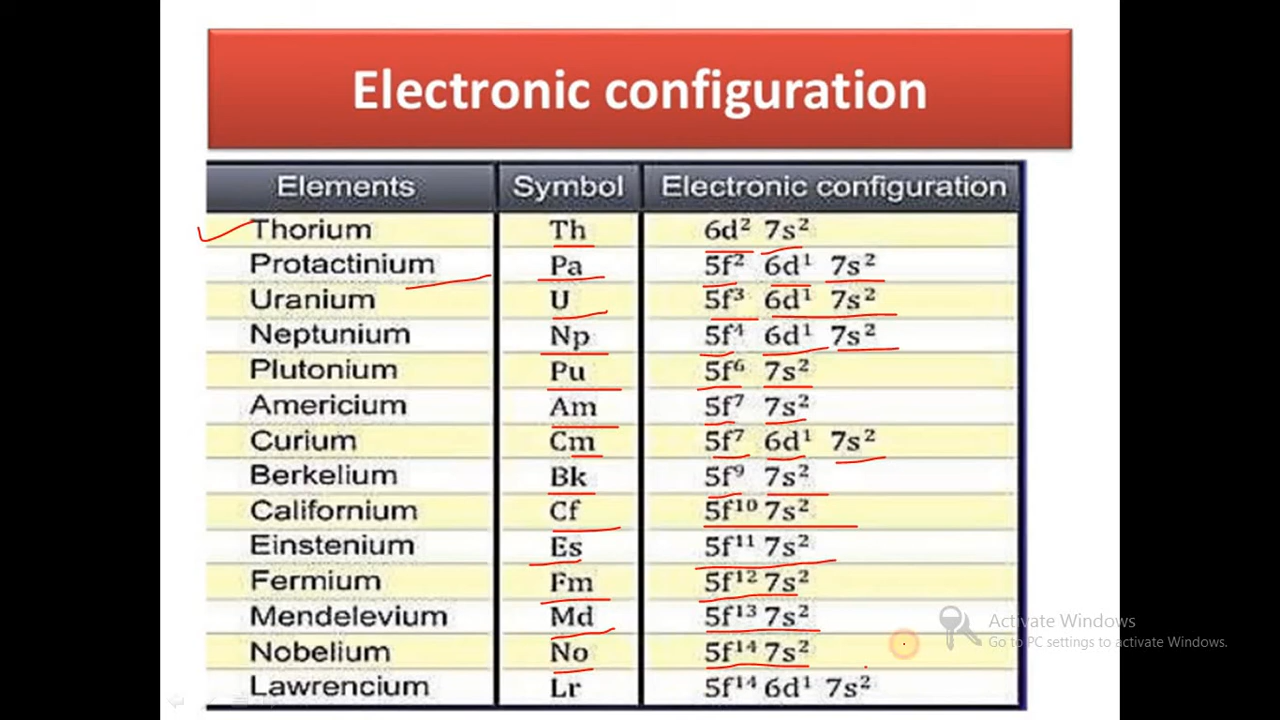 Electronic configuration
Elements Symbol Electronic configuration
Thorium Th 6d² 7s²
Protactinium Pa 5f² 6d¹ 7s²
Uranium U 5f³ 6d¹ 7s²
Neptunium Np 5f⁴ 6d¹ 7s²
Plutonium Pu 5f⁶ 7s²
Americium Am 5f⁷ 7s²
Curium Cm 5f⁷ 6d¹ 7s²
Berkelium Bk 5f⁹ 7s²
Californium Cf 5f¹⁰ 7s²
Einstenium Es 5f¹¹ 7s²
Fermium Fm 5f¹² 7s²
Mendelevium Md 5f¹³ 7s²
Nobelium No 5f¹⁴ 7s²
Lawrencium Lr 5f¹⁴ 6d¹ 7s²
Activate Windows
Go to PC settings to activate Windows.